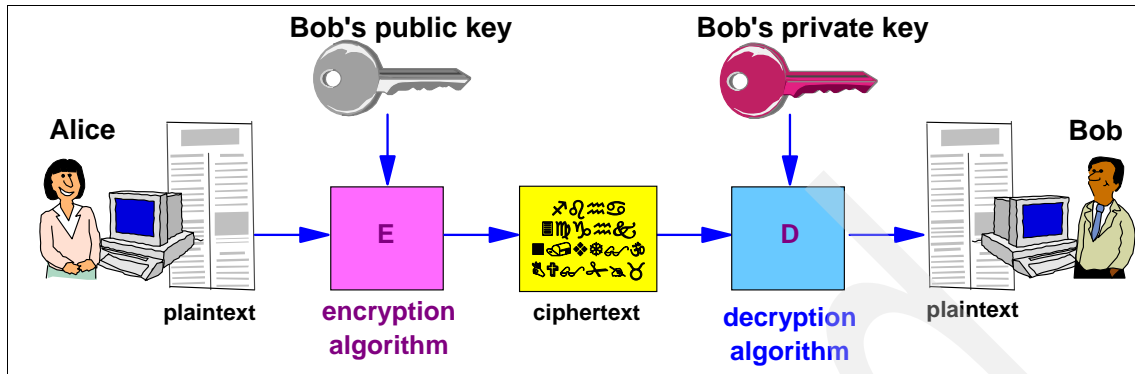 Bob's public key
Bob's private key
Alice
Bob
E
D
plaintext
encryption
algorithm
ciphertext
decryption
algorithm
plaintext